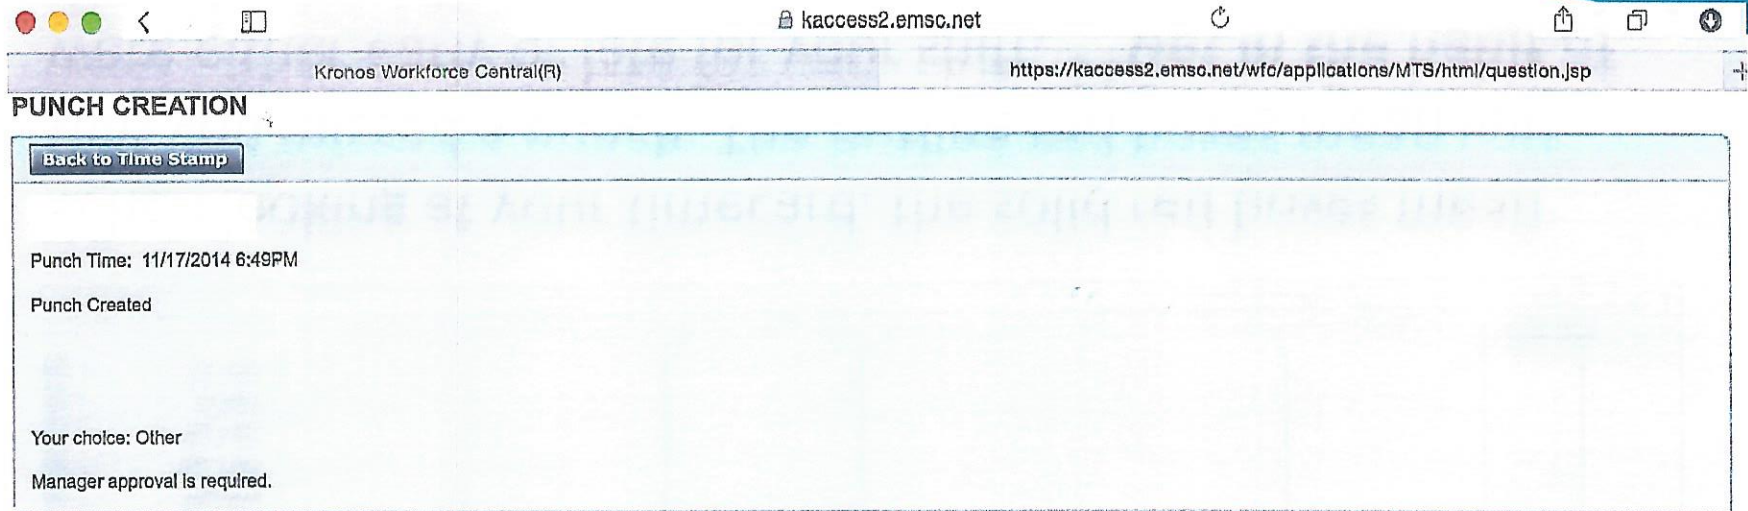 kaccess2.emsc.net
Kronos Workforce Central(R)
https://kaccess2.emsc.net/wfc/applications/MTS/html/question.jsp
PUNCH CREATION
Back to Time Stamp
Punch Time: 11/17/2014 6:49PM
Punch Created
Your choice: Other
Manager approval is required.